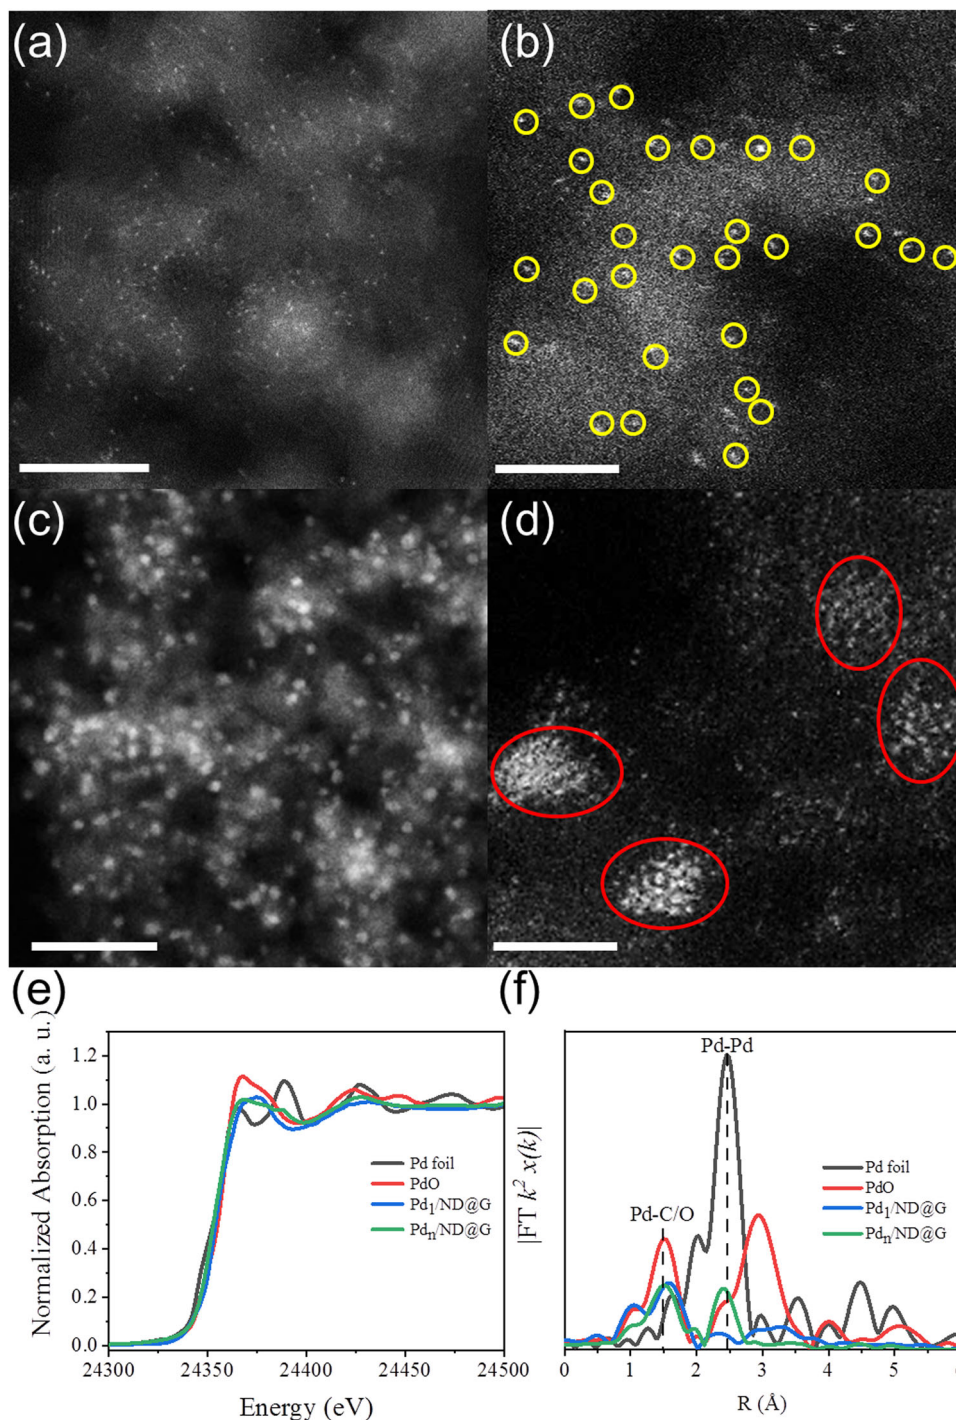 (a)
(b)
(c)
(d)
(e)
(f)
Normalized Absorption (a. u.)
1.2
1.0
0.8
0.6
0.4
0.2
0.0
Pd foil
PdO
Pd₁/ND@G
Pdₙ/ND@G
24300
24350
24400
24450
24500
Energy (eV)
|FT k² x(k)|
Pd-Pd
Pd-C/O
Pd foil
PdO
Pd₁/ND@G
Pdₙ/ND@G
0
1
2
3
4
5
R (Å)